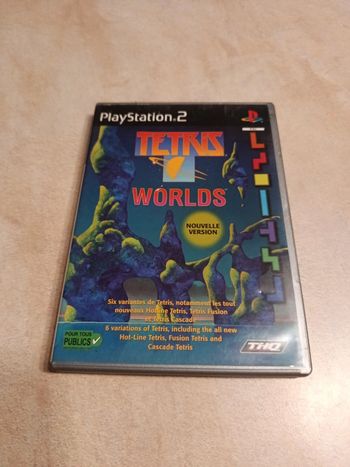 PlayStation 2
TETRIS
WORLDS
NOUVELLE
VERSION
Six variantes de Tetris, notamment les tout
nouveaux Hot-Line Tetris, Tetris Fusion
et Tetris Cascade
6 variations of Tetris, including the all new
Hot-Line Tetris, Fusion Tetris and
Cascade Tetris
POUR TOUS
PUBLICS
THQ